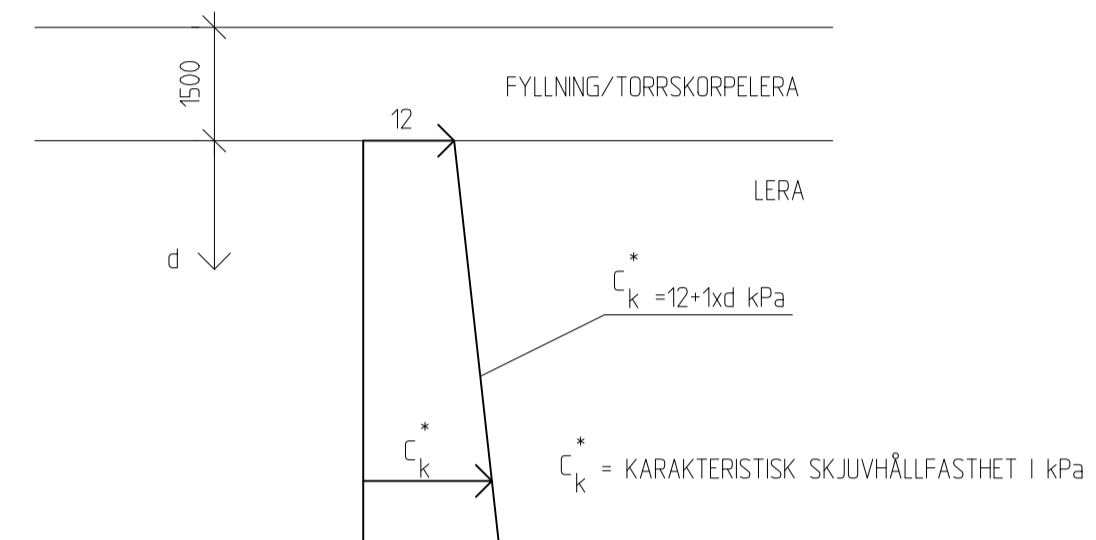 1500
FYLLNING/TORRSKORPELERA
12
LERA
d
C*k =12+1xd kPa
C*k
C*k = KARAKTERISTISK SKJUVHÅLLFASTHET I kPa